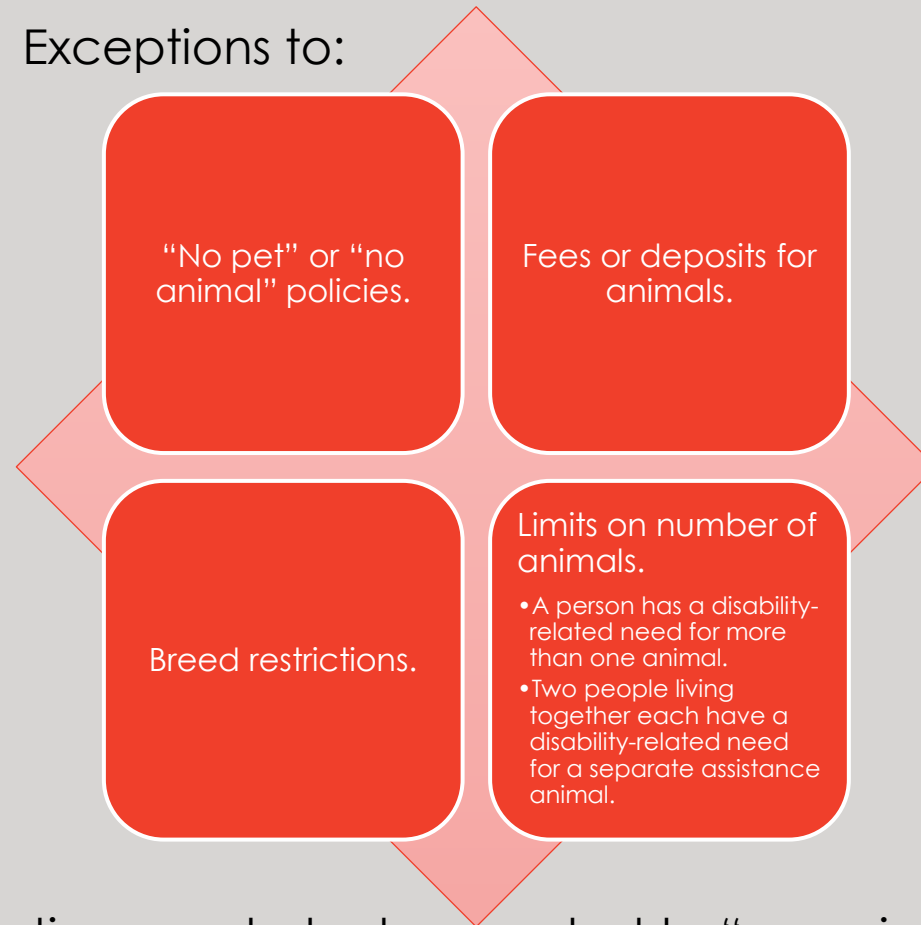 Exceptions to:
“No pet” or “no
animal” policies.
Fees or deposits for
animals.
Breed restrictions.
Limits on number of
animals.
•A person has a disability-
related need for more
than one animal.
•Two people living
together each have a
disability-related need
for a separate assistance
animal.